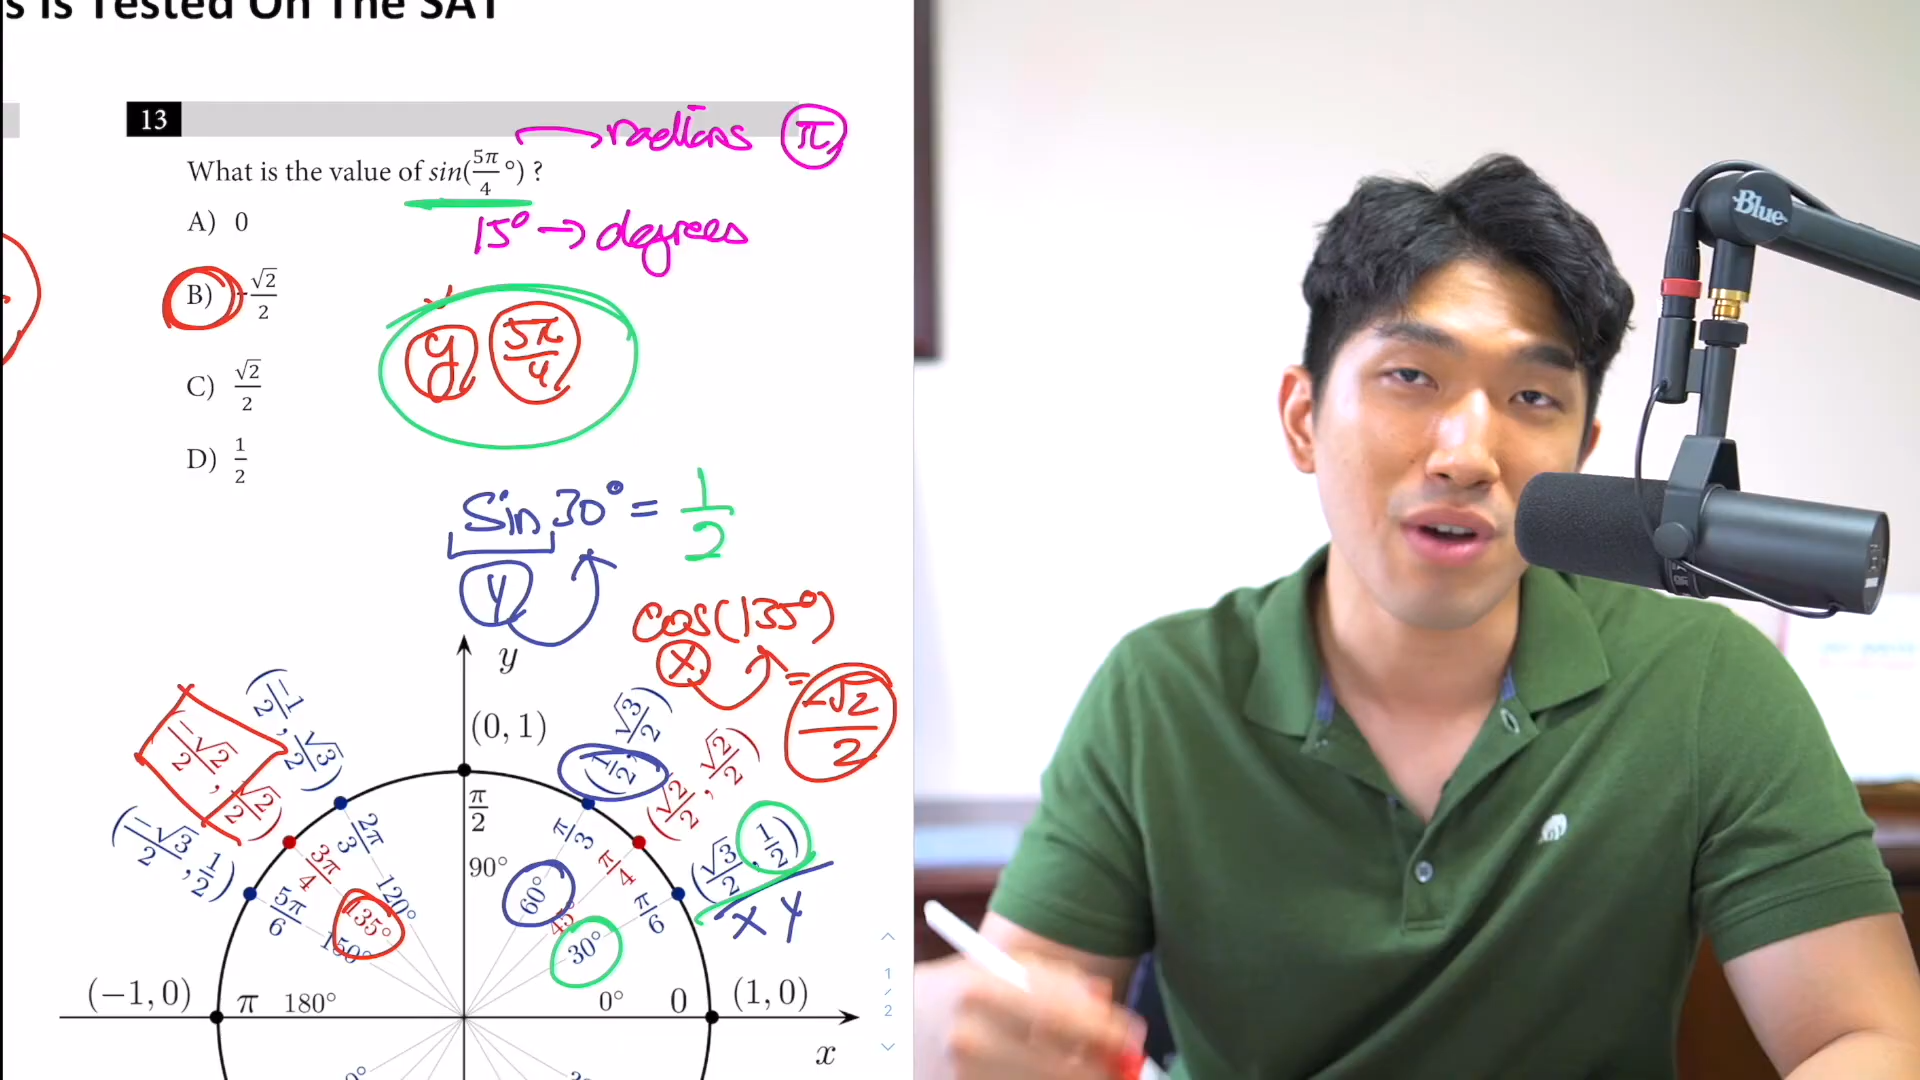 s Is Tested On The SAT
13
radians π
What is the value of sin(5π/4 °) ?
15° → degrees
A) 0
B) -√2/2
y 5π/4
C) √2/2
D) 1/2
Sin 30° = 1/2
y
cos(135°)
x
= -√2/2
y
(0, 1)
(-1/2, √3/2)
(1/2, √3/2)
(-√2/2, √2/2)
(√2/2, √2/2)
(-√3/2, 1/2)
(√3/2, 1/2)
x y
π/2
90°
2π/3
120°
π/3
60°
3π/4
135°
π/4
45°
5π/6
150°
π/6
30°
(-1, 0)
π 180°
0° 0
(1, 0)
x
1
/
2
Blue